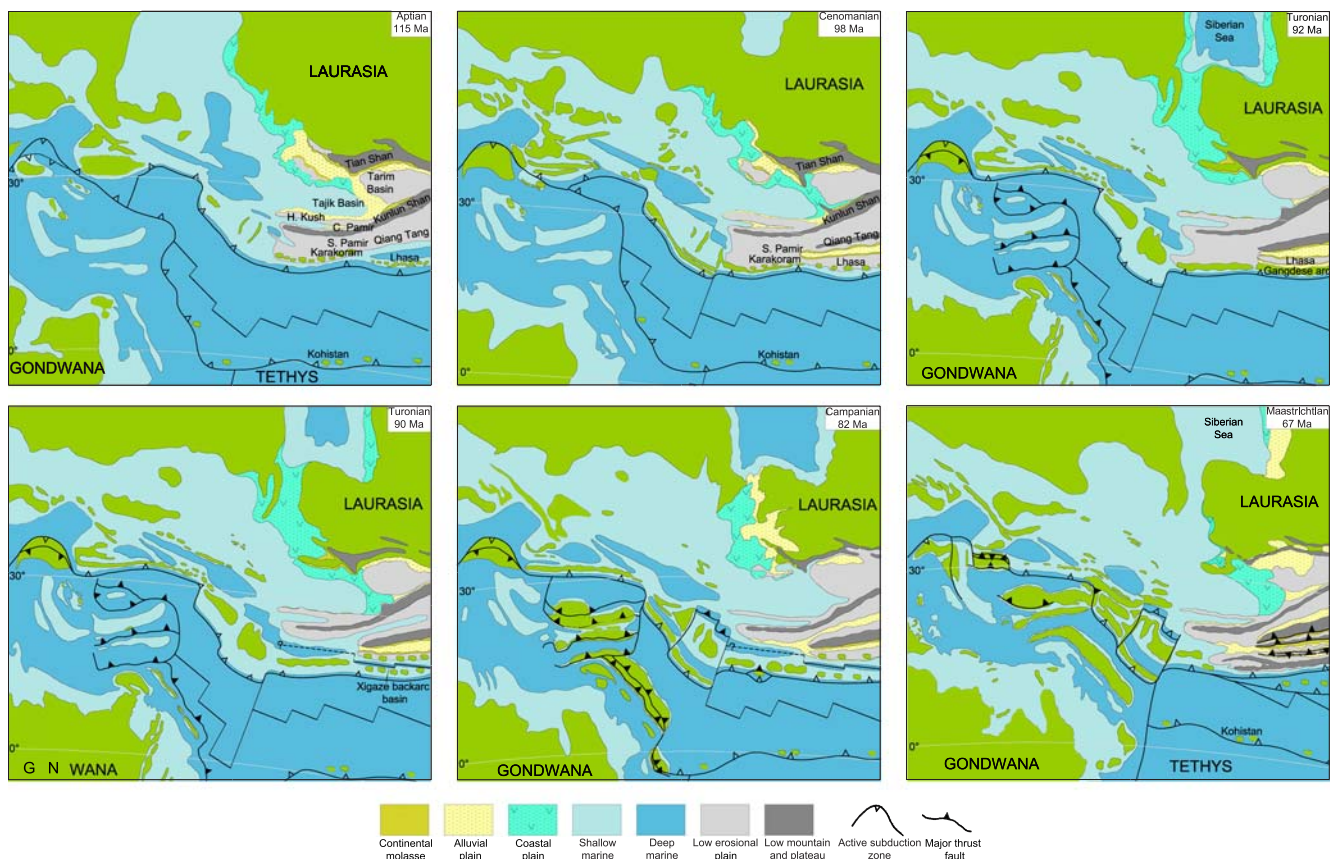 Aptian
115 Ma
LAURASIA
Tian Shan
Tarim
Basin
30°
Tajik Basin
Kunlun Shan
H. Kush
C. Pamir
S. Pamir
Karakoram
Qiang Tang
Lhasa
0°
Kohistan
GONDWANA
TETHYS
Cenomanian
98 Ma
LAURASIA
Tian Shan
30°
Kunlun Shan
S. Pamir
Karakoram
Qiang Tang
Lhasa
Kohistan
0°
Siberian
Sea
Turonian
92 Ma
LAURASIA
30°
Lhasa
Gangdese arc
0°
GONDWANA
Turonian
90 Ma
LAURASIA
30°
Xigaze backarc
basin
0°
G N WANA
Campanian
82 Ma
LAURASIA
30°
0°
GONDWANA
Siberian
Sea
Maastrichtian
67 Ma
LAURASIA
30°
Kohistan
0°
GONDWANA
TETHYS
Continental
molasse
Alluvial
plain
Coastal
plain
Shallow
marine
Deep
marine
Low erosional
plain
Low mountain
and plateau
Active subduction
zone
Major thrust
fault